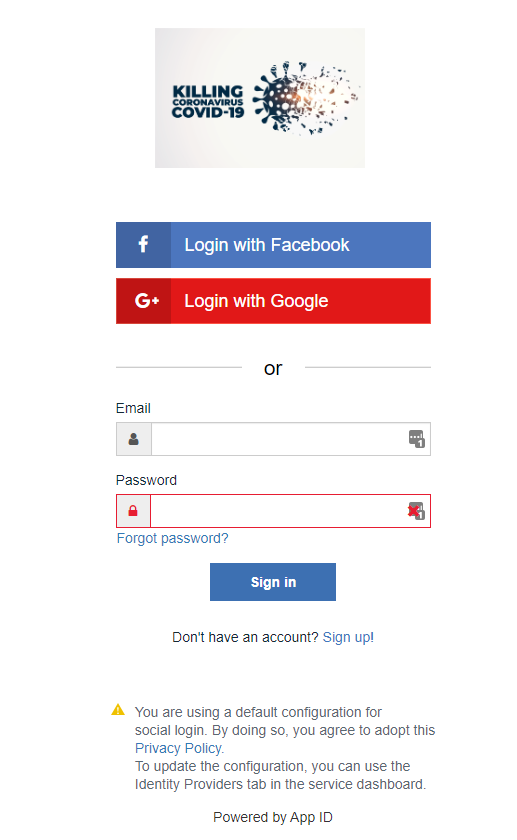 KILLING
CORONAVIRUS
COVID-19
f Login with Facebook
G+ Login with Google
or
Email
1
Password
1
Forgot password?
Sign in
Don't have an account? Sign up!
You are using a default configuration for
social login. By doing so, you agree to adopt this
Privacy Policy.
To update the configuration, you can use the
Identity Providers tab in the service dashboard.
Powered by App ID